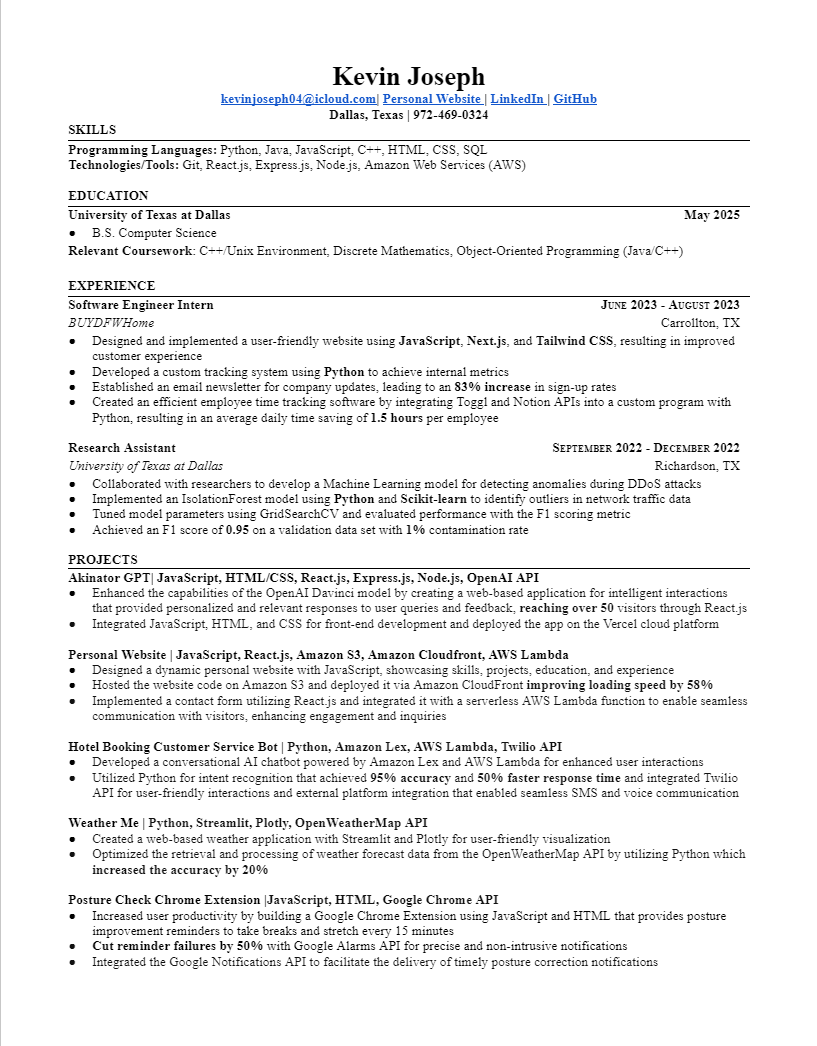 Kevin Joseph
kevinjoseph04@icloud.com| Personal Website | LinkedIn | GitHub
Dallas, Texas | 972-469-0324
SKILLS
Programming Languages: Python, Java, JavaScript, C++, HTML, CSS, SQL
Technologies/Tools: Git, React.js, Express.js, Node.js, Amazon Web Services (AWS)
EDUCATION
University of Texas at Dallas May 2025
● B.S. Computer Science
Relevant Coursework: C++/Unix Environment, Discrete Mathematics, Object-Oriented Programming (Java/C++)
EXPERIENCE
Software Engineer Intern JUNE 2023 - AUGUST 2023
BUYDFWHome Carrollton, TX
● Designed and implemented a user-friendly website using JavaScript, Next.js, and Tailwind CSS, resulting in improved
customer experience
● Developed a custom tracking system using Python to achieve internal metrics
● Established an email newsletter for company updates, leading to an 83% increase in sign-up rates
● Created an efficient employee time tracking software by integrating Toggl and Notion APIs into a custom program with
Python, resulting in an average daily time saving of 1.5 hours per employee
Research Assistant SEPTEMBER 2022 - DECEMBER 2022
University of Texas at Dallas Richardson, TX
● Collaborated with researchers to develop a Machine Learning model for detecting anomalies during DDoS attacks
● Implemented an IsolationForest model using Python and Scikit-learn to identify outliers in network traffic data
● Tuned model parameters using GridSearchCV and evaluated performance with the F1 scoring metric
● Achieved an F1 score of 0.95 on a validation data set with 1% contamination rate
PROJECTS
Akinator GPT| JavaScript, HTML/CSS, React.js, Express.js, Node.js, OpenAI API
● Enhanced the capabilities of the OpenAI Davinci model by creating a web-based application for intelligent interactions
that provided personalized and relevant responses to user queries and feedback, reaching over 50 visitors through React.js
● Integrated JavaScript, HTML, and CSS for front-end development and deployed the app on the Vercel cloud platform
Personal Website | JavaScript, React.js, Amazon S3, Amazon Cloudfront, AWS Lambda
● Designed a dynamic personal website with JavaScript, showcasing skills, projects, education, and experience
● Hosted the website code on Amazon S3 and deployed it via Amazon CloudFront improving loading speed by 58%
● Implemented a contact form utilizing React.js and integrated it with a serverless AWS Lambda function to enable seamless
communication with visitors, enhancing engagement and inquiries
Hotel Booking Customer Service Bot | Python, Amazon Lex, AWS Lambda, Twilio API
● Developed a conversational AI chatbot powered by Amazon Lex and AWS Lambda for enhanced user interactions
● Utilized Python for intent recognition that achieved 95% accuracy and 50% faster response time and integrated Twilio
API for user-friendly interactions and external platform integration that enabled seamless SMS and voice communication
Weather Me | Python, Streamlit, Plotly, OpenWeatherMap API
● Created a web-based weather application with Streamlit and Plotly for user-friendly visualization
● Optimized the retrieval and processing of weather forecast data from the OpenWeatherMap API by utilizing Python which
increased the accuracy by 20%
Posture Check Chrome Extension |JavaScript, HTML, Google Chrome API
● Increased user productivity by building a Google Chrome Extension using JavaScript and HTML that provides posture
improvement reminders to take breaks and stretch every 15 minutes
● Cut reminder failures by 50% with Google Alarms API for precise and non-intrusive notifications
● Integrated the Google Notifications API to facilitate the delivery of timely posture correction notifications